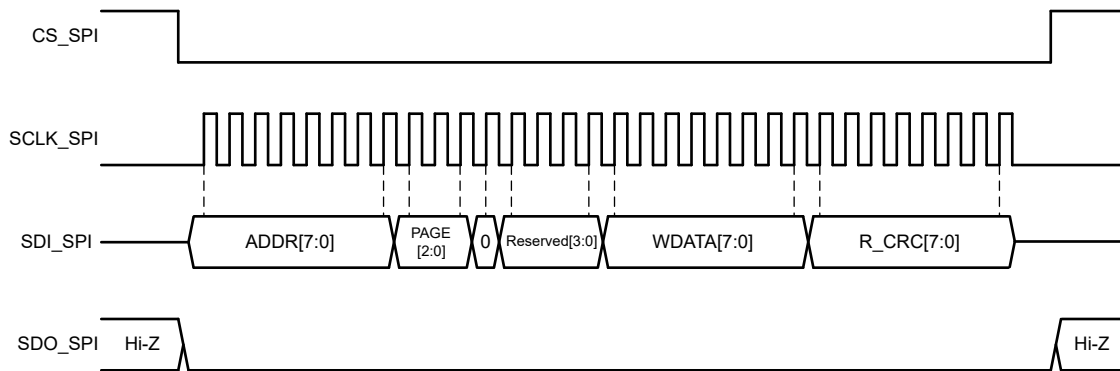 CS_SPI
SCLK_SPI
SDI_SPI
ADDR[7:0]
PAGE
[2:0]
0
Reserved[3:0]
WDATA[7:0]
R_CRC[7:0]
SDO_SPI
Hi-Z
Hi-Z